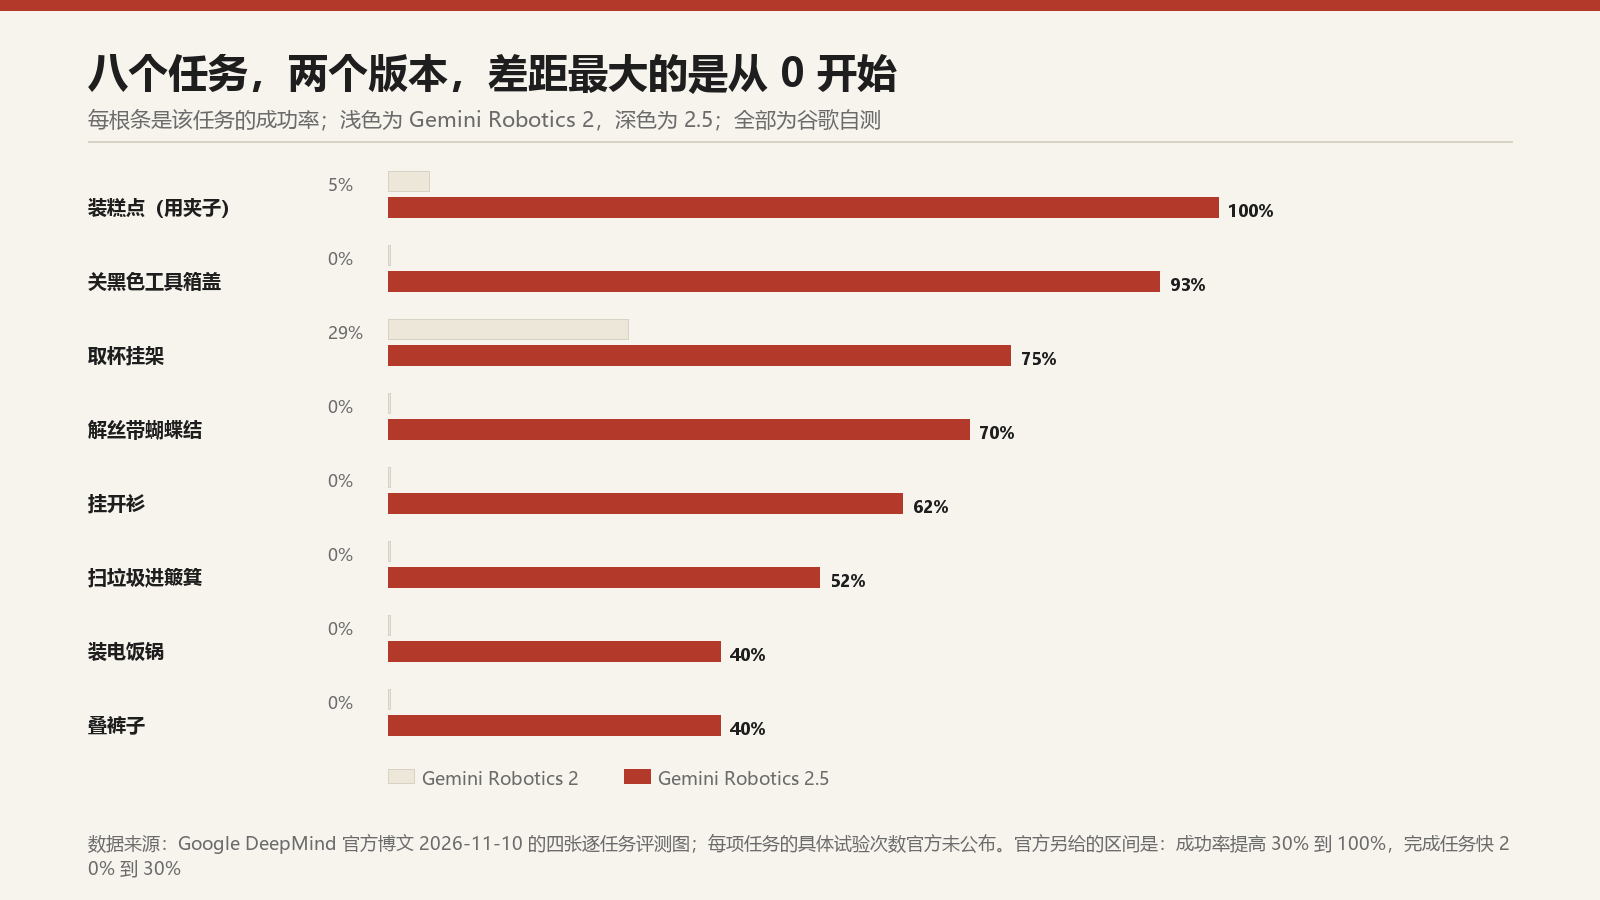 八个任务，两个版本，差距最大的是从 0 开始
每根条是该任务的成功率；浅色为 Gemini Robotics 2，深色为 2.5；全部为谷歌自测
5%
装糕点（用夹子）
100%
0%
关黑色工具箱盖
93%
29%
取杯挂架
75%
0%
解丝带蝴蝶结
70%
0%
挂开衫
62%
0%
扫垃圾进簸箕
52%
0%
装电饭锅
40%
0%
叠裤子
40%
Gemini Robotics 2
Gemini Robotics 2.5
数据来源：Google DeepMind 官方博文 2026-11-10 的四张逐任务评测图；每项任务的具体试验次数官方未公布。官方另给的区间是：成功率提高 30% 到 100%，完成任务快 2
0% 到 30%